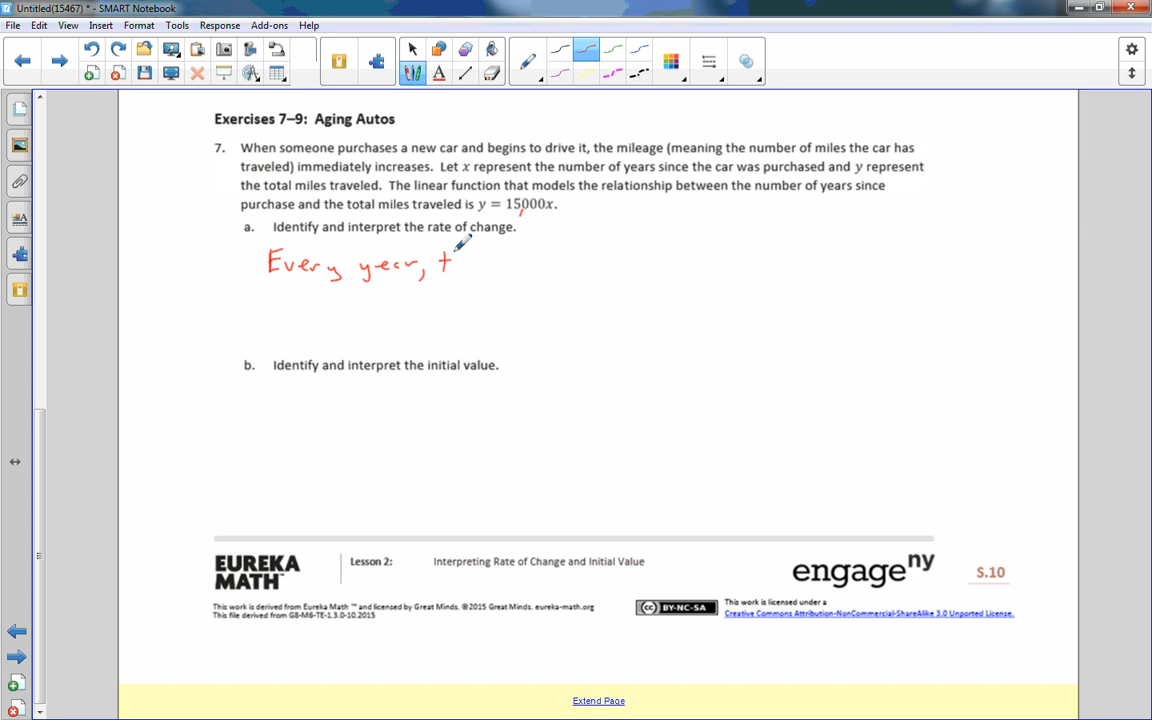 Untitled(15467) * - SMART Notebook
File Edit View Insert Format Tools Response Add-ons Help
Exercises 7–9: Aging Autos
7. When someone purchases a new car and begins to drive it, the mileage (meaning the number of miles the car has
traveled) immediately increases. Let x represent the number of years since the car was purchased and y represent
the total miles traveled. The linear function that models the relationship between the number of years since
purchase and the total miles traveled is y = 15000x.
a. Identify and interpret the rate of change.
Every year, t
b. Identify and interpret the initial value.
EUREKA
MATH™
Lesson 2: Interpreting Rate of Change and Initial Value
engageny
S.10
This work is derived from Eureka Math ™ and licensed by Great Minds. ©2015 Great Minds. eureka-math.org
This file derived from G8-M6-TE-1.3.0-10.2015
(cc) BY-NC-SA
This work is licensed under a
Creative Commons Attribution-NonCommercial-ShareAlike 3.0 Unported License.
Extend Page